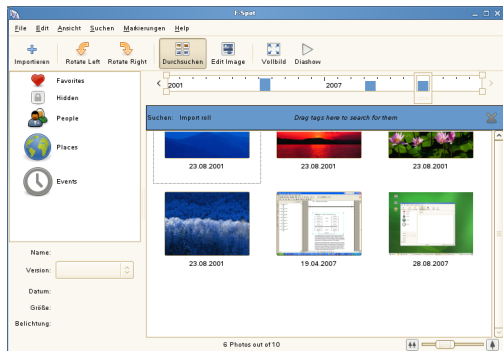 F-Spot
File Edit Ansicht Suchen Markierungen Help
Importieren Rotate Left Rotate Right Durchsuchen Edit Image Vollbild Diashow
Favorites
Hidden
People
Places
Events
2001 2007
Suchen: Import roll Drag tags here to search for them
23.08.2001 23.08.2001 23.08.2001
23.08.2001 19.04.2007 28.08.2007
Name:
Version:
Datum:
Größe:
Belichtung:
6 Photos out of 10